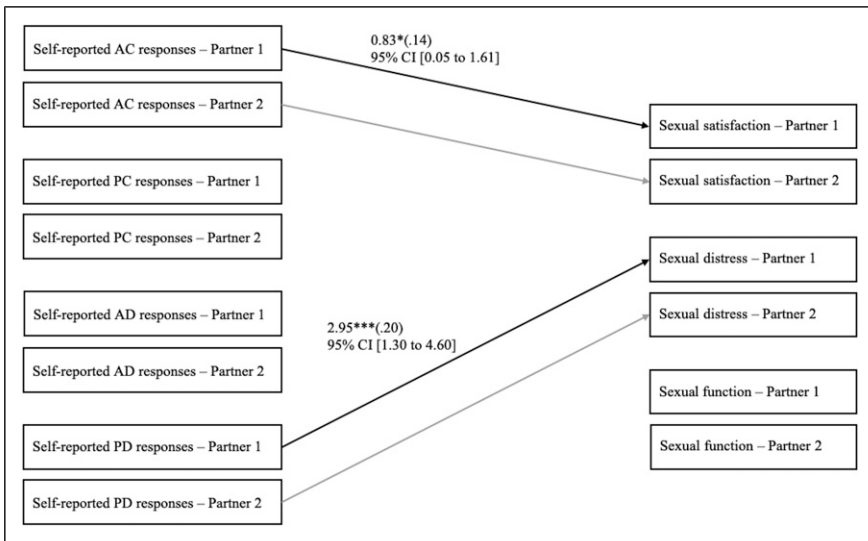 Self-reported AC responses – Partner 1
0.83*(.14)
95% CI [0.05 to 1.61]
Self-reported AC responses – Partner 2
Sexual satisfaction – Partner 1
Sexual satisfaction – Partner 2
Self-reported PC responses – Partner 1
Self-reported PC responses – Partner 2
Sexual distress – Partner 1
Sexual distress – Partner 2
Self-reported AD responses – Partner 1
2.95***(.20)
95% CI [1.30 to 4.60]
Self-reported AD responses – Partner 2
Sexual function – Partner 1
Sexual function – Partner 2
Self-reported PD responses – Partner 1
Self-reported PD responses – Partner 2